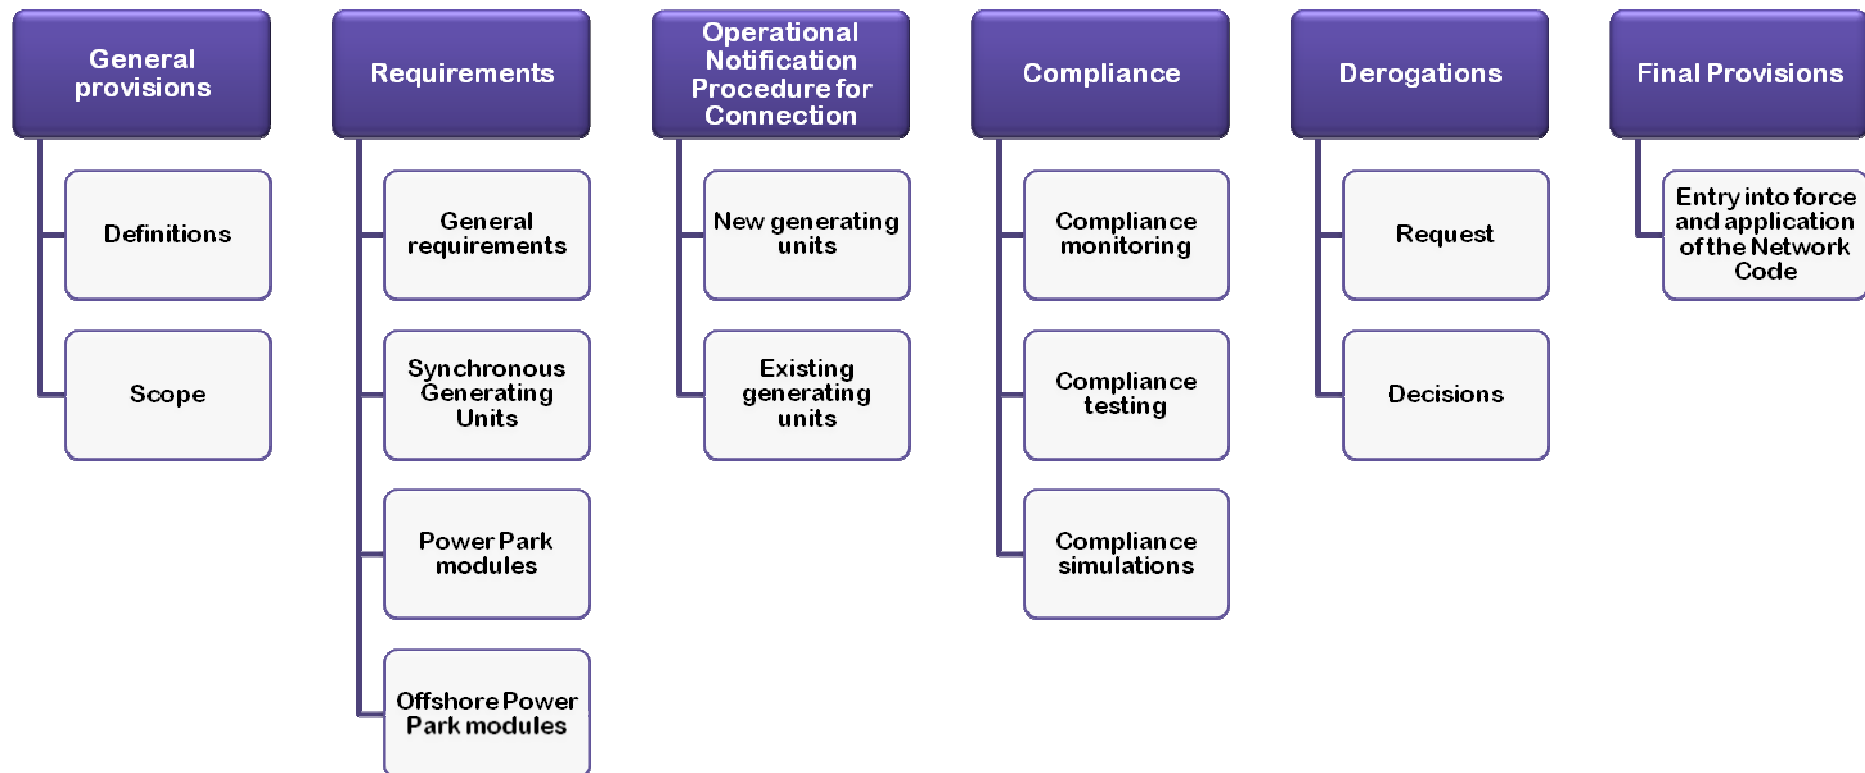 General
provisions
Definitions
Scope
Requirements
General
requirements
Synchronous
Generating
Units
Power Park
modules
Offshore Power
Park modules
Operational
Notification
Procedure for
Connection
New generating
units
Existing
generating
units
Compliance
Compliance
monitoring
Compliance
testing
Compliance
simulations
Derogations
Request
Decisions
Final Provisions
Entry into force
and application
of the Network
Code